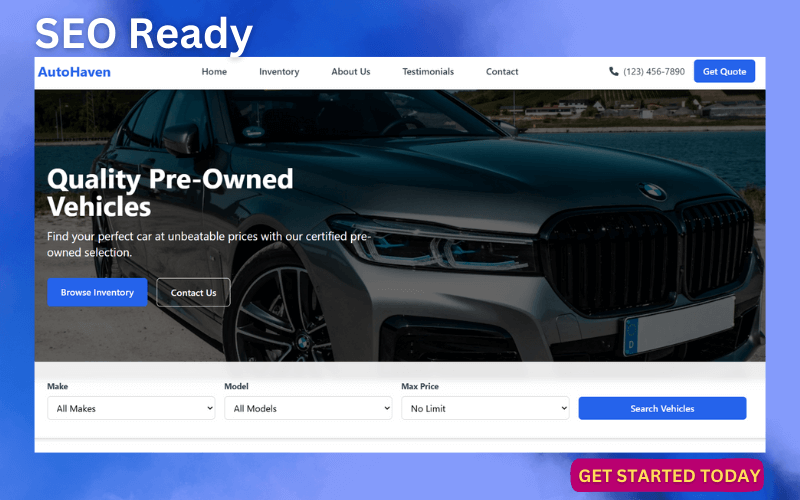 SEO Ready
AutoHaven Home Inventory About Us Testimonials Contact (123) 456-7890 Get Quote
Quality Pre-Owned
Vehicles
Find your perfect car at unbeatable prices with our certified pre-
owned selection.
Browse Inventory Contact Us
D
Make Model Max Price
All Makes All Models No Limit Search Vehicles
GET STARTED TODAY